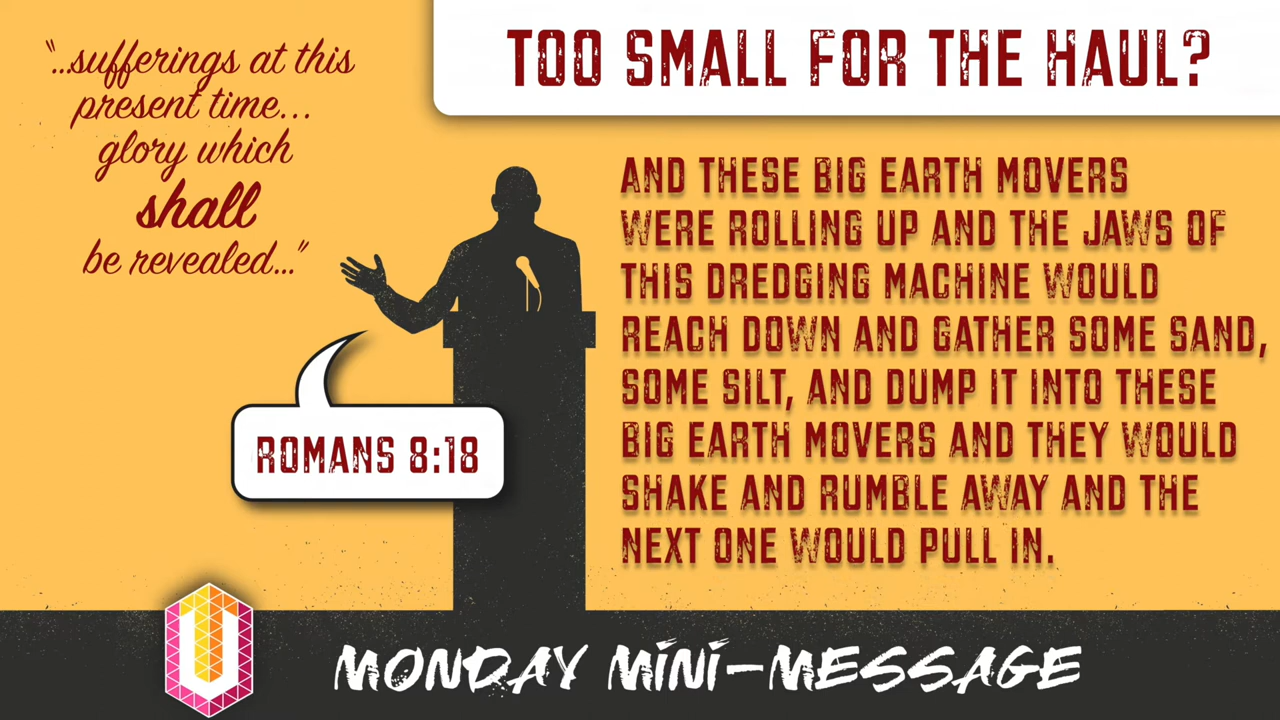 “...sufferings at this
present time...
glory which
shall
be revealed...”
TOO SMALL FOR THE HAUL?
AND THESE BIG EARTH MOVERS
WERE ROLLING UP AND THE JAWS OF
THIS DREDGING MACHINE WOULD
REACH DOWN AND GATHER SOME SAND,
SOME SILT, AND DUMP IT INTO THESE
BIG EARTH MOVERS AND THEY WOULD
SHAKE AND RUMBLE AWAY AND THE
NEXT ONE WOULD PULL IN.
ROMANS 8:18
U
MONDAY MINI-MESSAGE